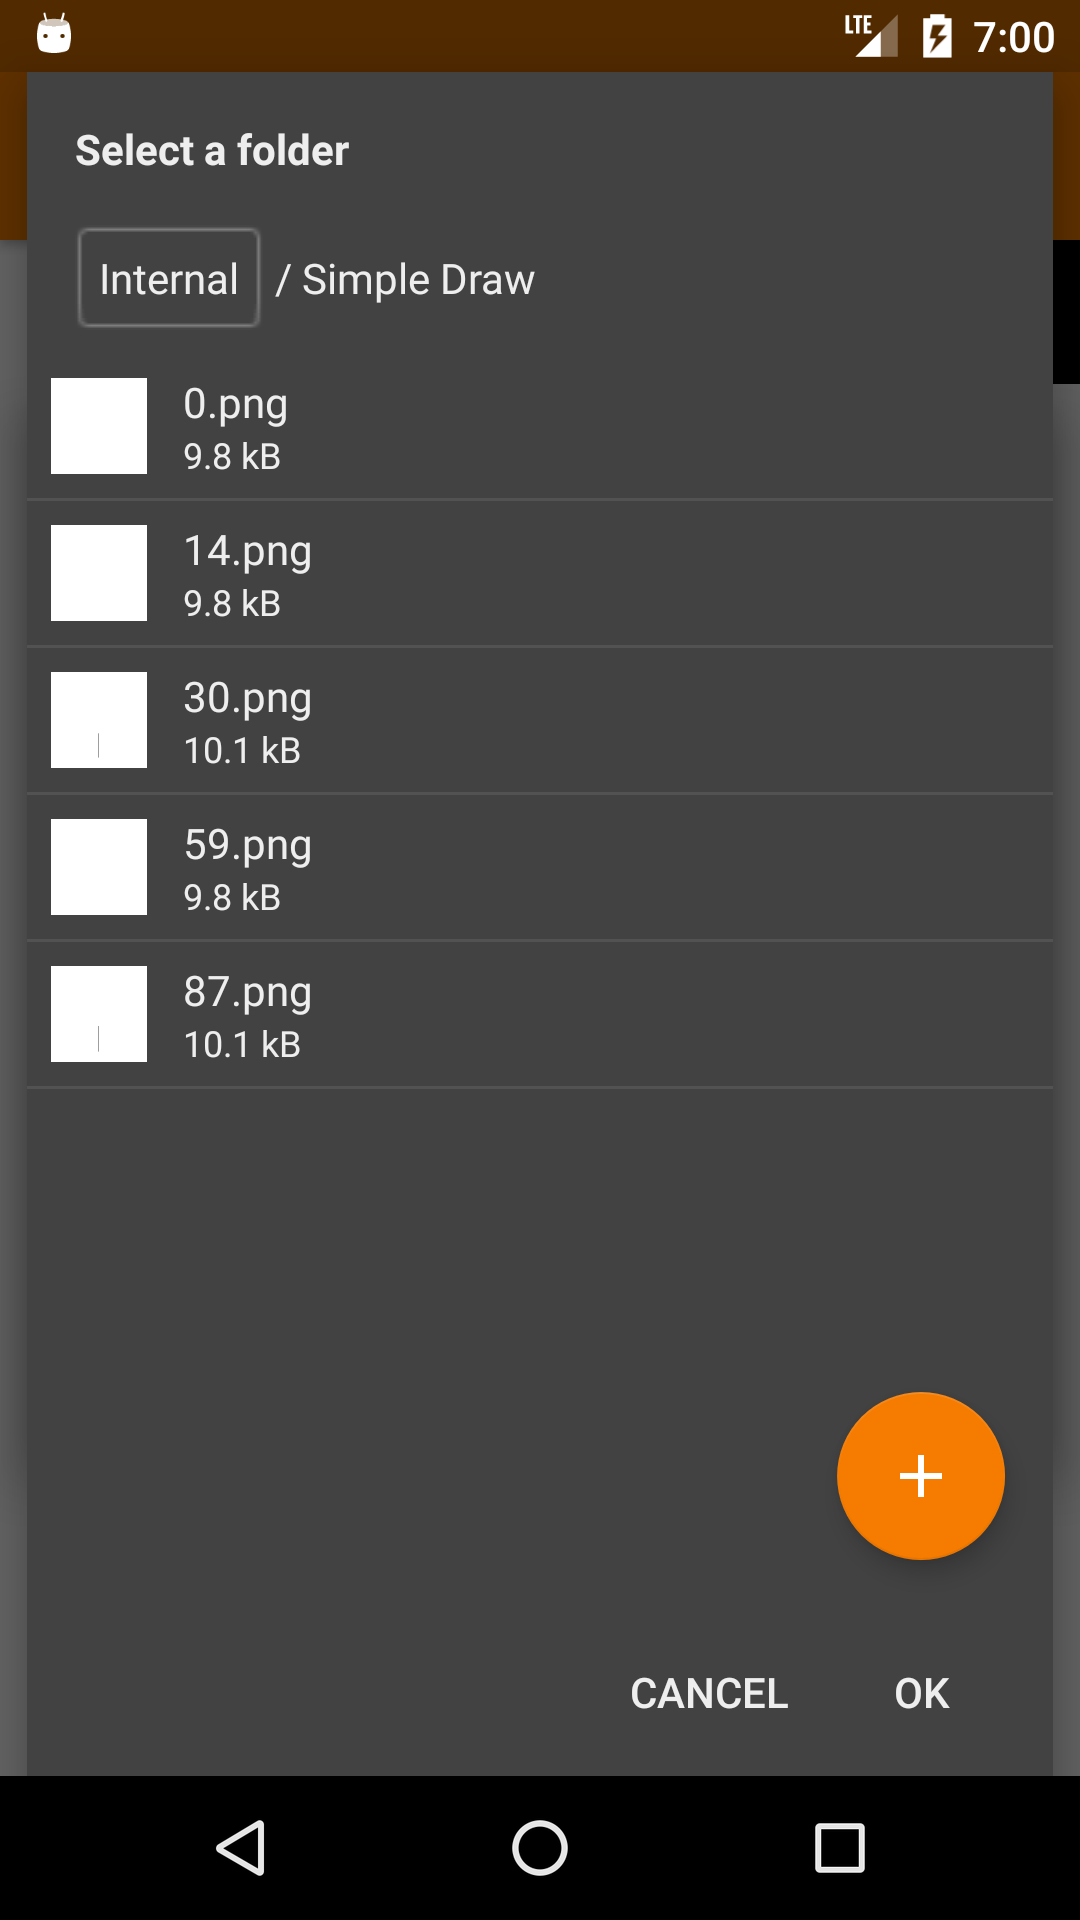 LTE 7:00
Select a folder
Internal / Simple Draw
0.png
9.8 kB
14.png
9.8 kB
30.png
10.1 kB
59.png
9.8 kB
87.png
10.1 kB
CANCEL OK